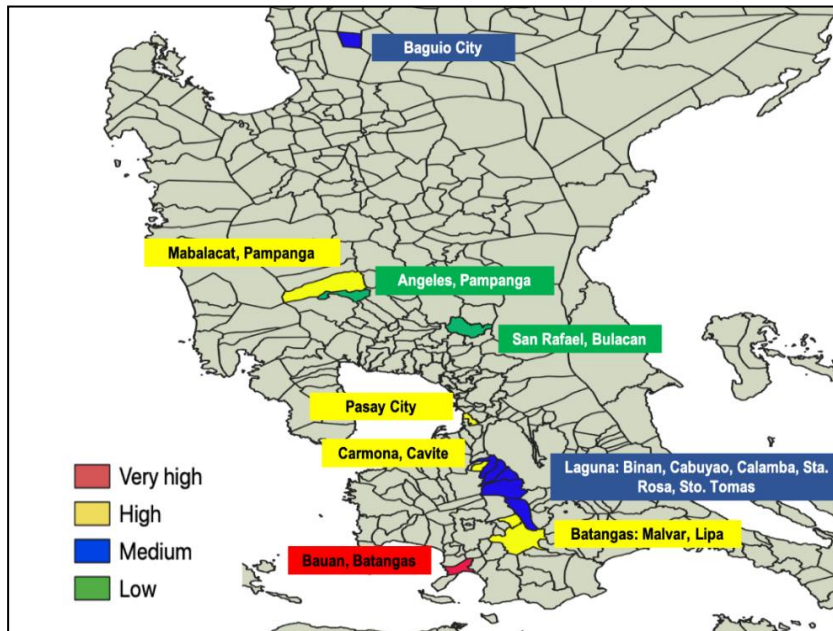 Baguio City
Mabalacat, Pampanga
Angeles, Pampanga
San Rafael, Bulacan
Pasay City
Carmona, Cavite
Laguna: Binan, Cabuyao, Calamba, Sta.
Rosa, Sto. Tomas
Batangas: Malvar, Lipa
Bauan, Batangas
Very high
High
Medium
Low